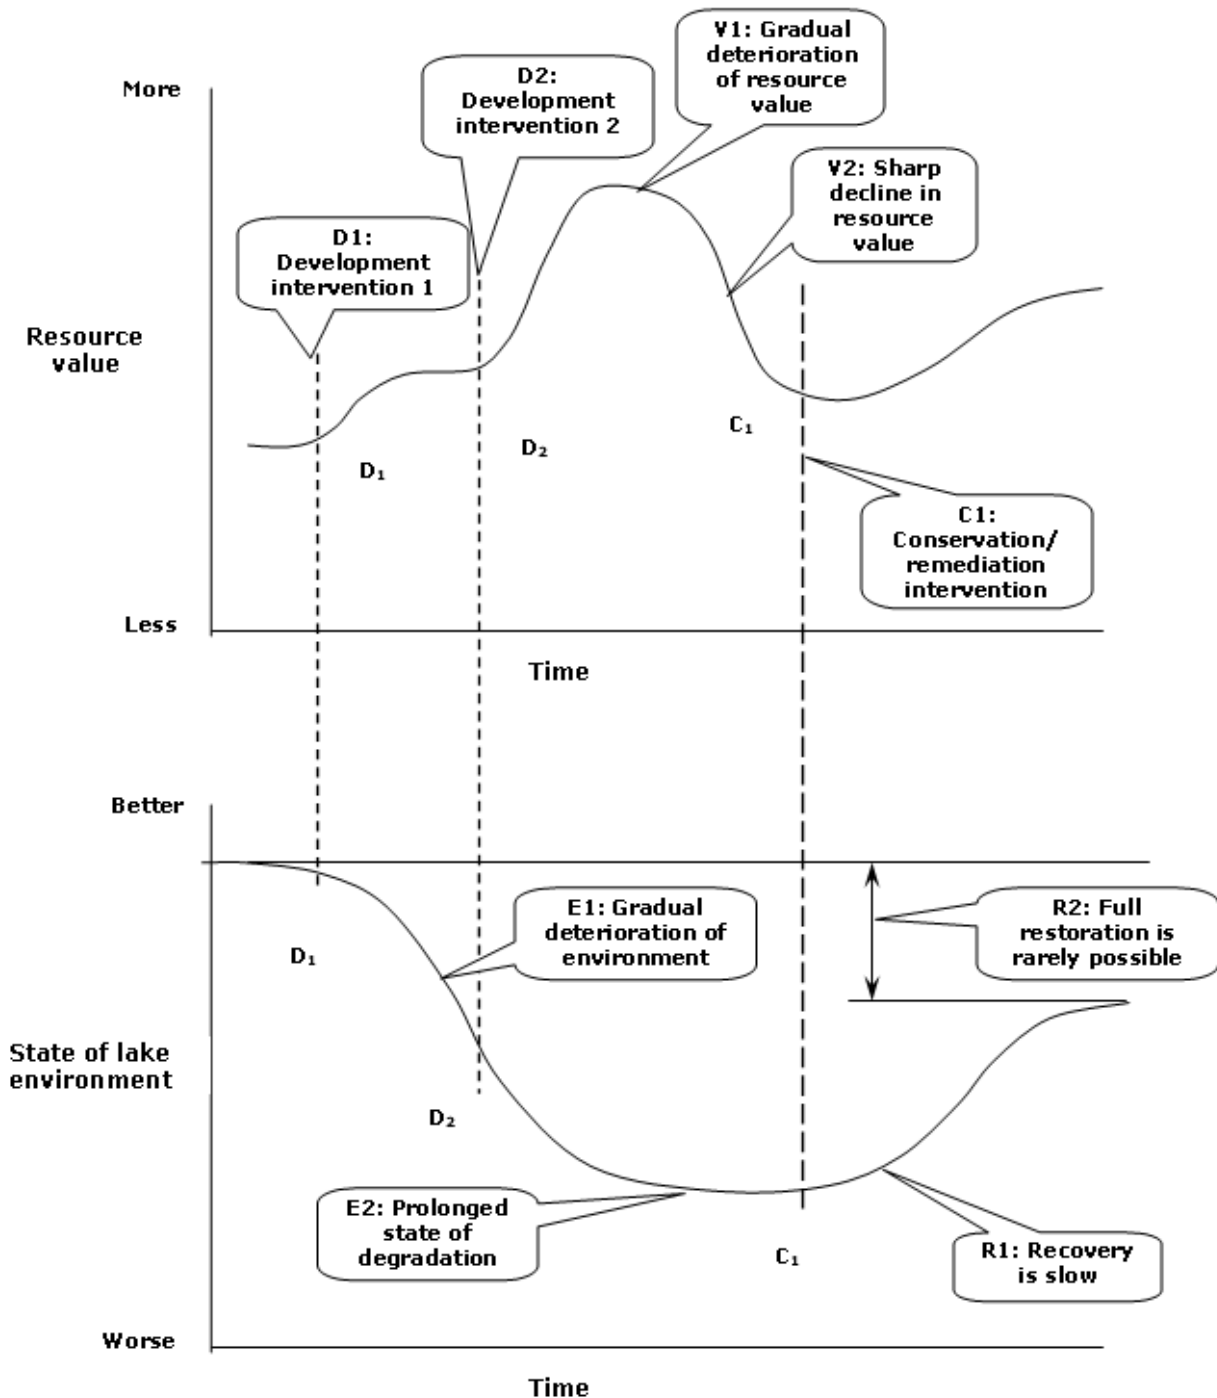 V1: Gradual
deterioration
of resource
value
More
D2:
Development
intervention 2
V2: Sharp
decline in
resource
value
D1:
Development
intervention 1
Resource
value
D₁
D₂
C₁
C1:
Conservation/
remediation
intervention
Less
Time
Better
E1: Gradual
deterioration of
environment
R2: Full
restoration is
rarely possible
D₁
State of lake
environment
D₂
E2: Prolonged
state of
degradation
C₁
R1: Recovery
is slow
Worse
Time